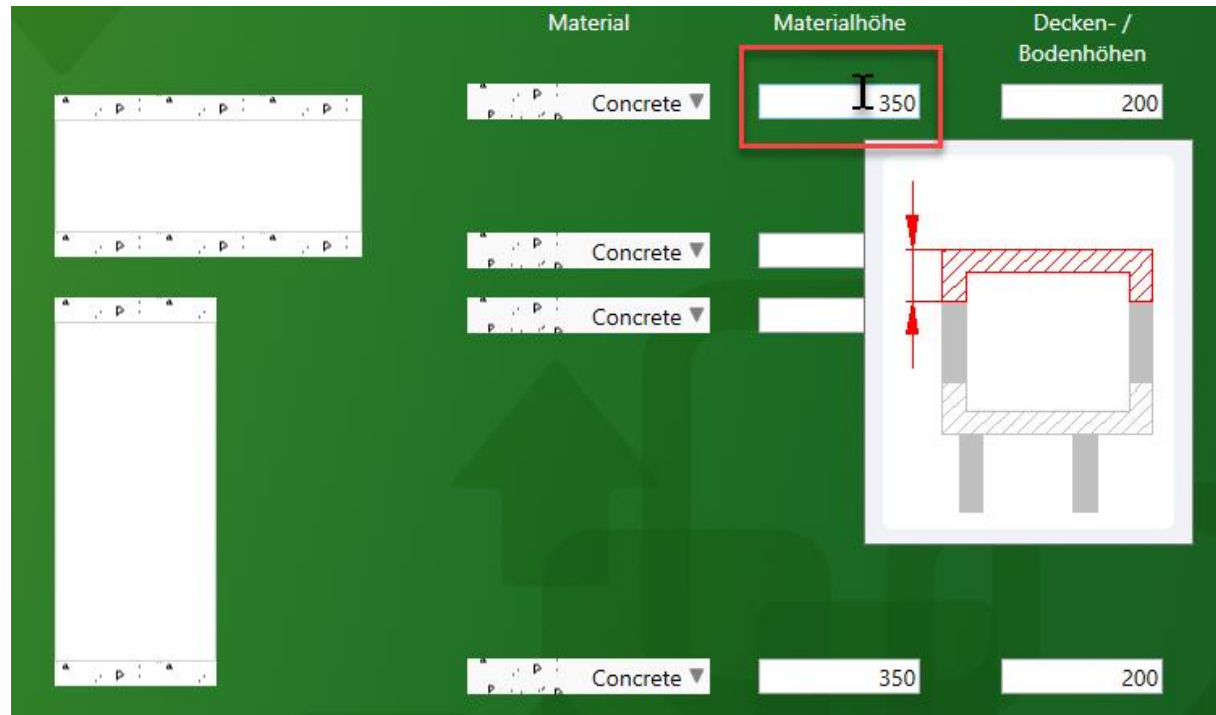 Material Materialhöhe Decken- /
Bodenhöhen
Concrete 350 200
Concrete
Concrete
Concrete 350 200